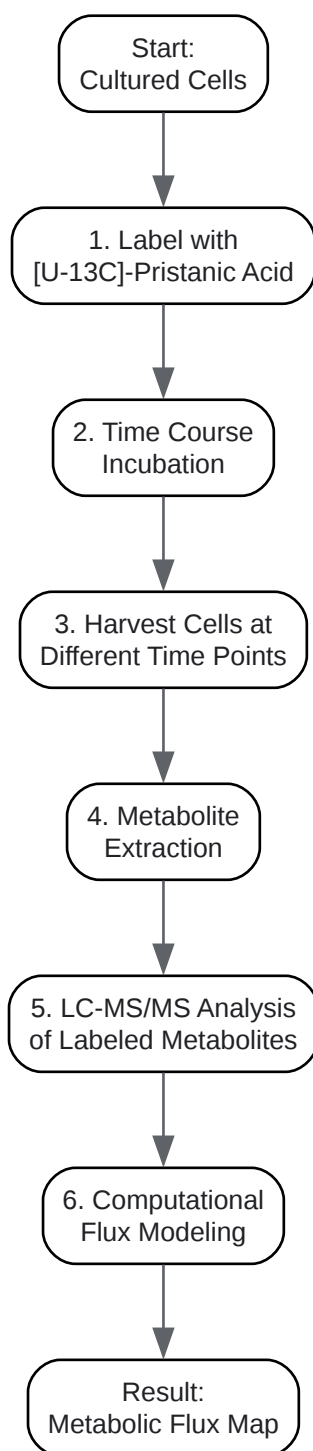 Start:
Cultured Cells
1. Label with
[U-13C]-Pristanic Acid
2. Time Course
Incubation
3. Harvest Cells at
Different Time Points
4. Metabolite
Extraction
5. LC-MS/MS Analysis
of Labeled Metabolites
6. Computational
Flux Modeling
Result:
Metabolic Flux Map